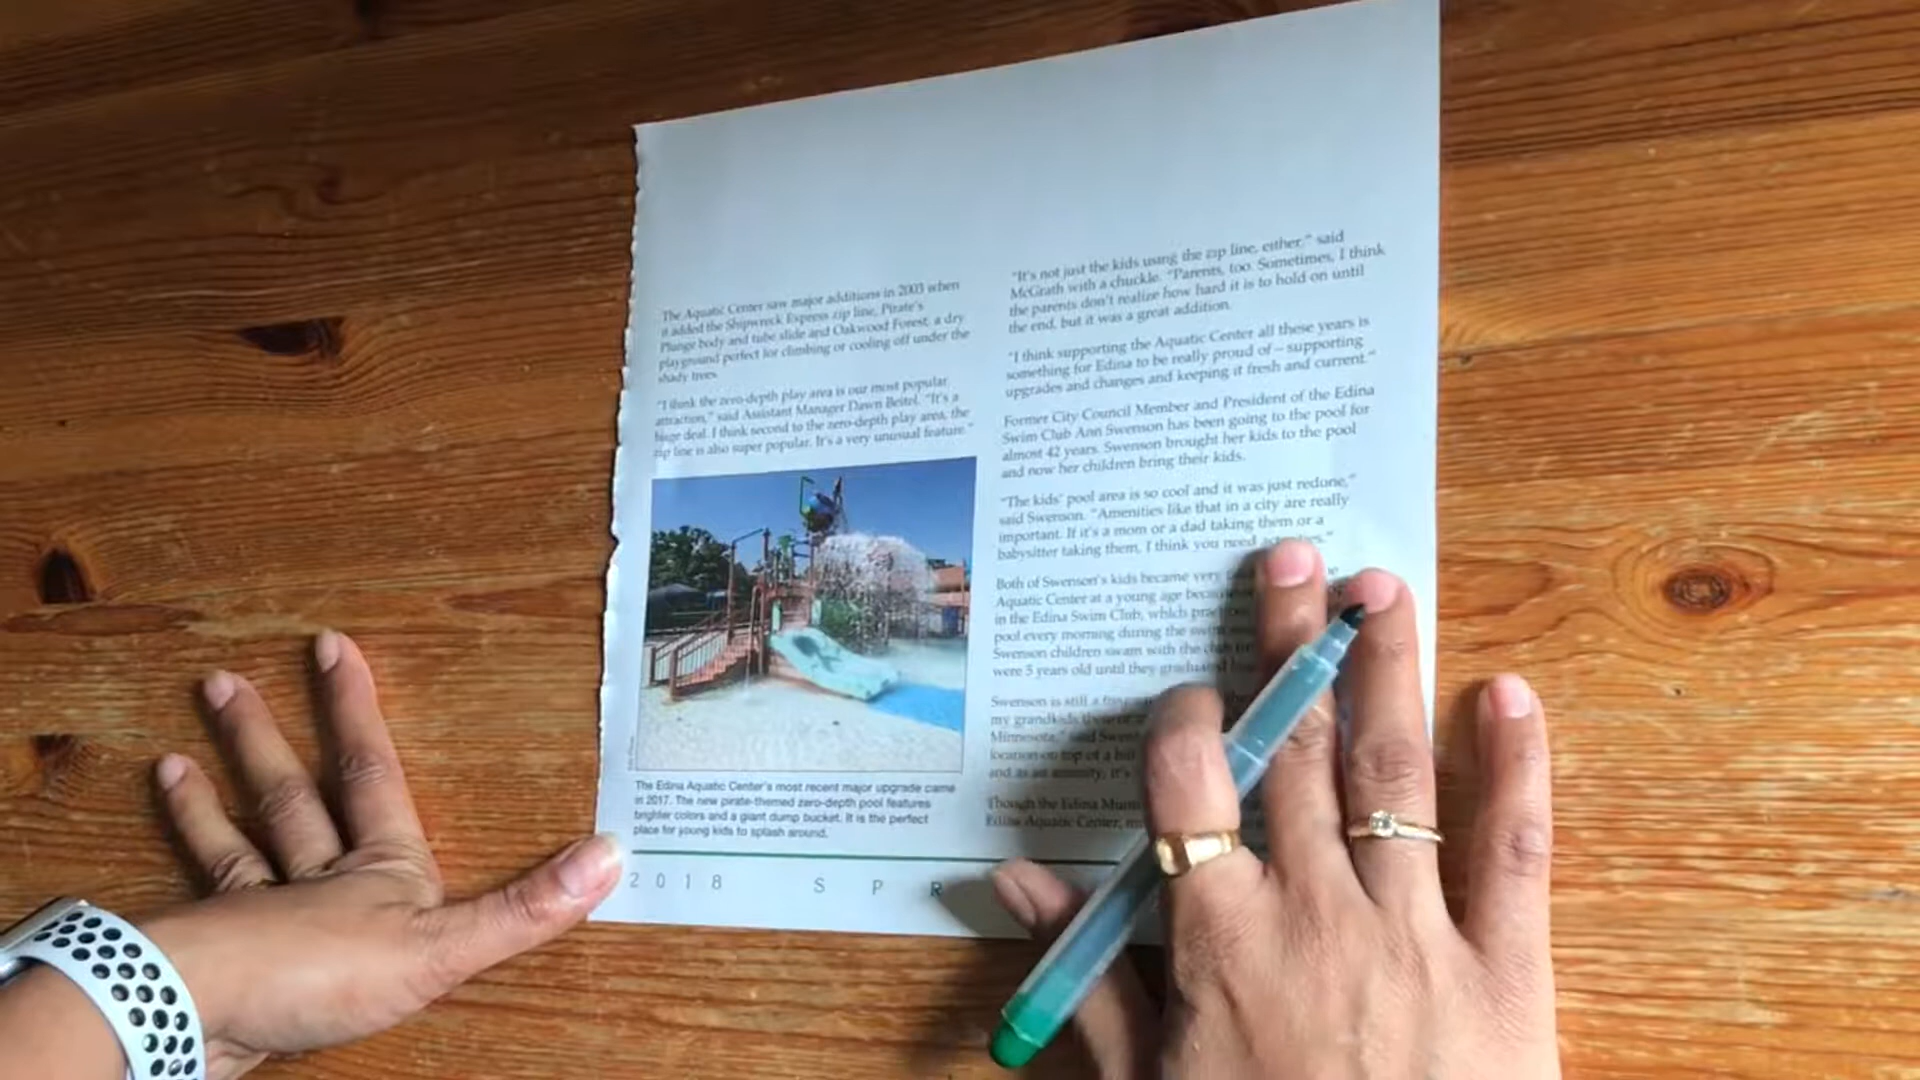 The Aquatic Center saw major additions in 2003 when
it added the Shipwreck Express zip line, Pirate's
Plunge body and tube slide and Oakwood Forest, a dry
playground perfect for climbing or cooling off under the
shady trees.
"I think the zero-depth play area is our most popular
attraction," said Assistant Manager Dawn Beitel. "It's a
huge deal. I think second to the zero-depth play area, the
zip line is also super popular. It's a very unusual feature."
The Edina Aquatic Center's most recent major upgrade came
in 2017. The new pirate-themed zero-depth pool features
brighter colors and a giant dump bucket. It is the perfect
place for young kids to splash around.
"It's not just the kids using the zip line, either," said
McGrath with a chuckle. "Parents, too. Sometimes, I think
the parents don't realize how hard it is to hold on until
the end, but it was a great addition.
"I think supporting the Aquatic Center all these years is
something for Edina to be really proud of – supporting
upgrades and changes and keeping it fresh and current."
Former City Council Member and President of the Edina
Swim Club Ann Swenson has been going to the pool for
almost 42 years. Swenson brought her kids to the pool
and now her children bring their kids.
"The kids' pool area is so cool and it was just redone,"
said Swenson. "Amenities like that in a city are really
important. If it's a mom or a dad taking them or a
babysitter taking them, I think you need
Both of Swenson's kids became very
Aquatic Center at a young age
in the Edina Swim Club, which
pool every morning during the swim
Swenson children swam with the club
were 5 years old until they graduated
Swenson is still a
my grandkids
Minnesota," said
location on top of a hill
and as an amenity, it's
Though the Edina
Edina Aquatic Center,
2018 SPR